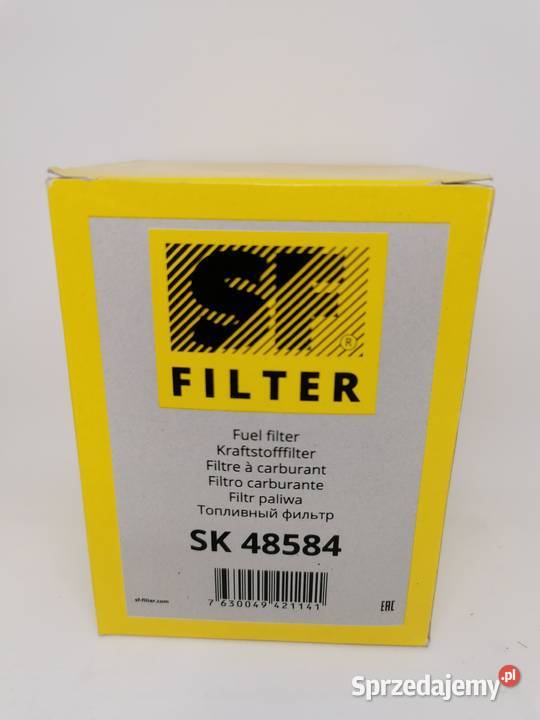 SF
®
FILTER
Fuel filter
Kraftstofffilter
Filtre à carburant
Filtro carburante
Filtr paliwa
Топливный фильтр
SK 48584
sf-filter.com
7 630049 421141
EAC
Sprzedajemy.pl